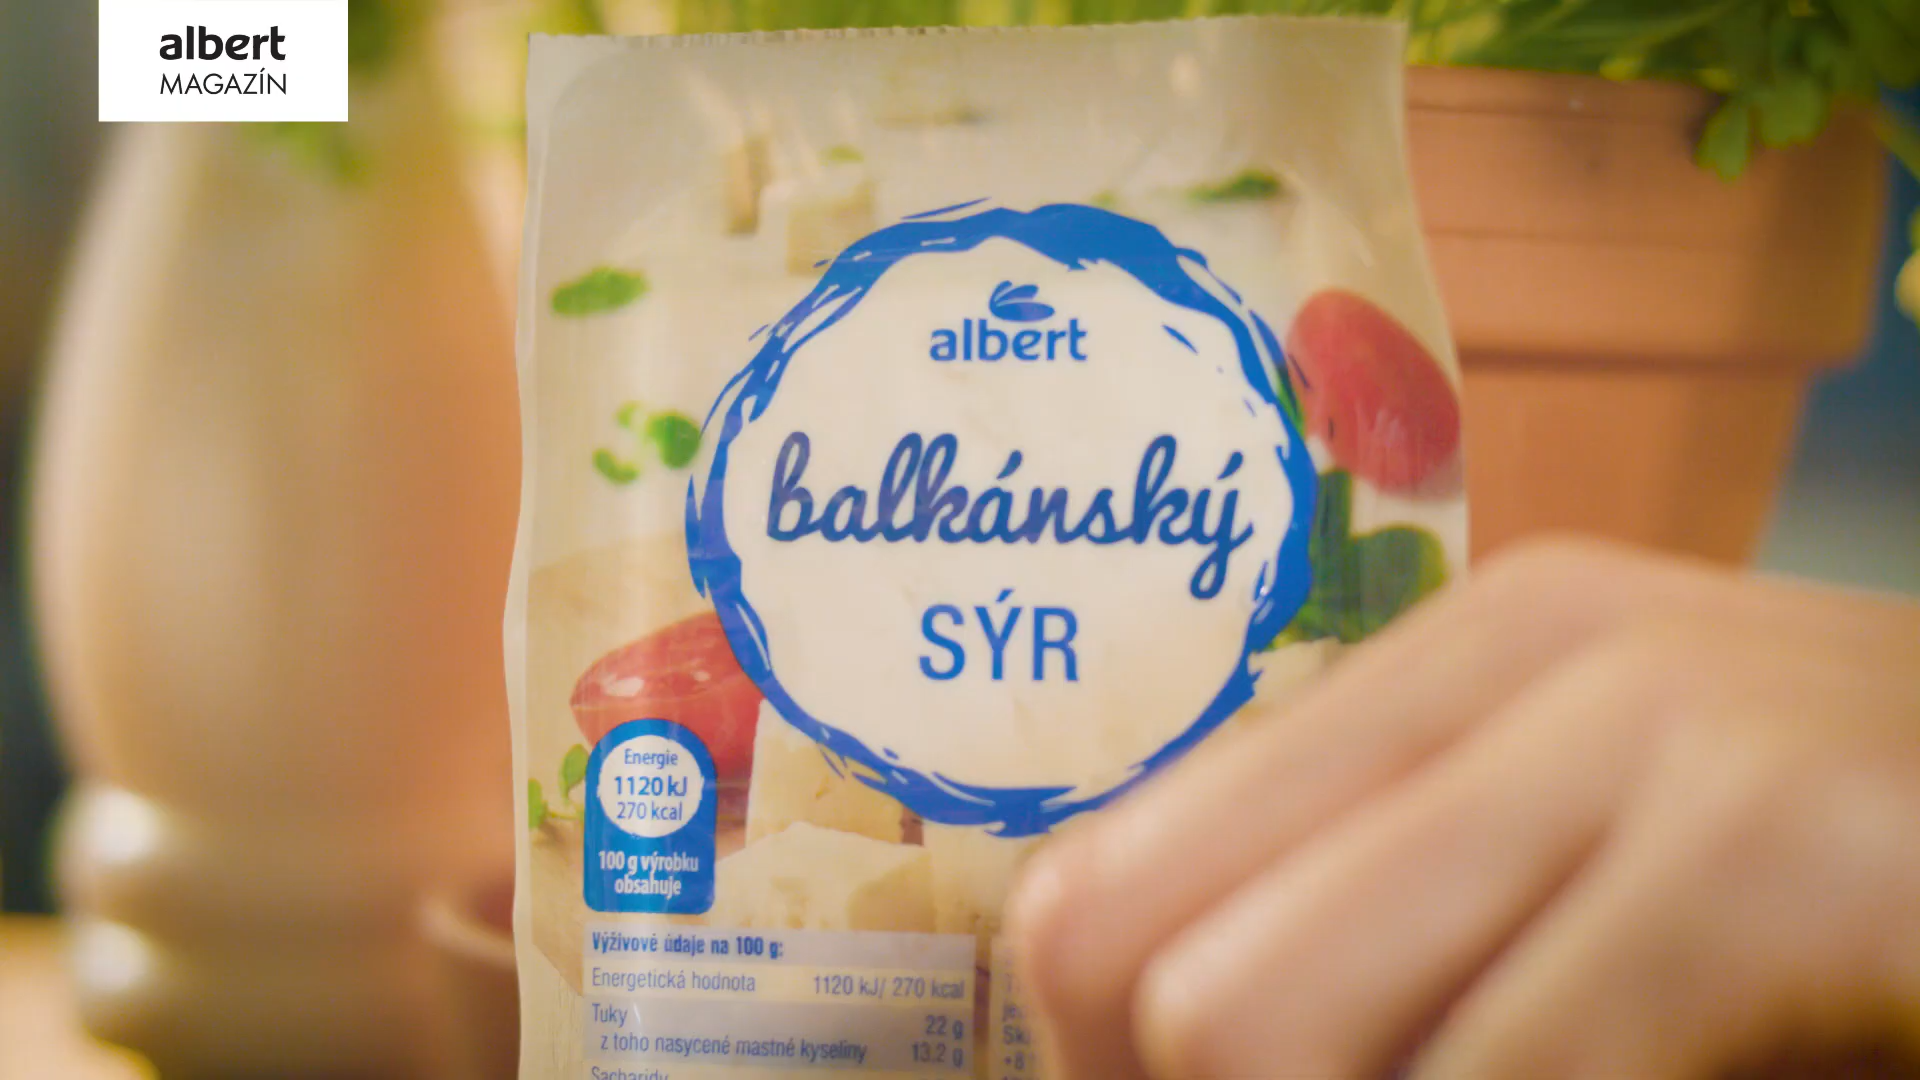 albert
MAGAZÍN
albert
balkánský
SÝR
Energie
1120 kJ
270 kcal
100 g výrobku
obsahuje
Výživové údaje na 100 g:
Energetická hodnota 1120 kJ/ 270 kcal
Tuky 22 g
z toho nasycené mastné kyseliny 13.2 g
Sacharidy